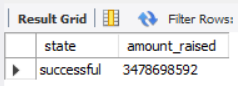 Result Grid Filter Rows:
state amount_raised
successful 3478698592